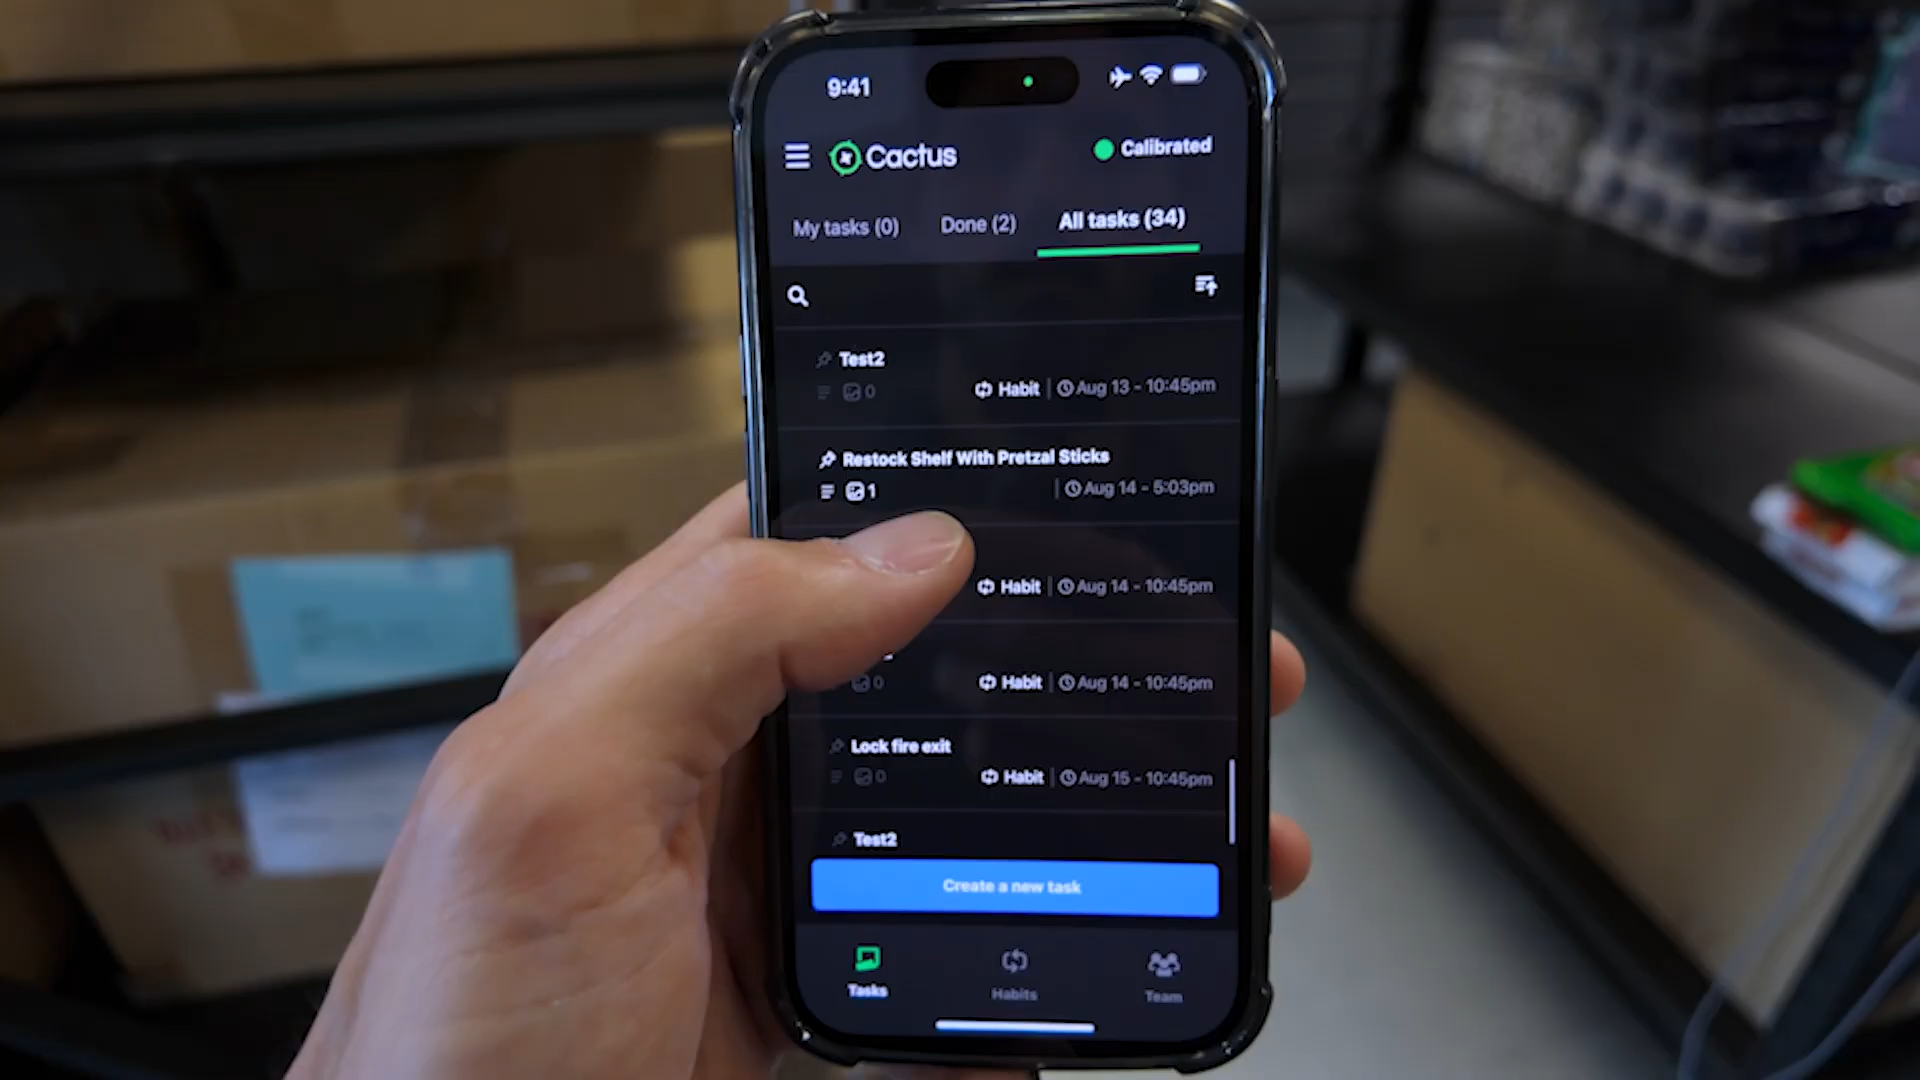 9:41
Cactus
Calibrated
My tasks (0) Done (2) All tasks (34)
Test2
0 Habit | Aug 13 - 10:45pm
Restock Shelf With Pretzal Sticks
1 | Aug 14 - 5:03pm
Habit | Aug 14 - 10:45pm
0 Habit | Aug 14 - 10:45pm
Lock fire exit
0 Habit | Aug 15 - 10:45pm
Test2
Create a new task
Tasks Habits Team